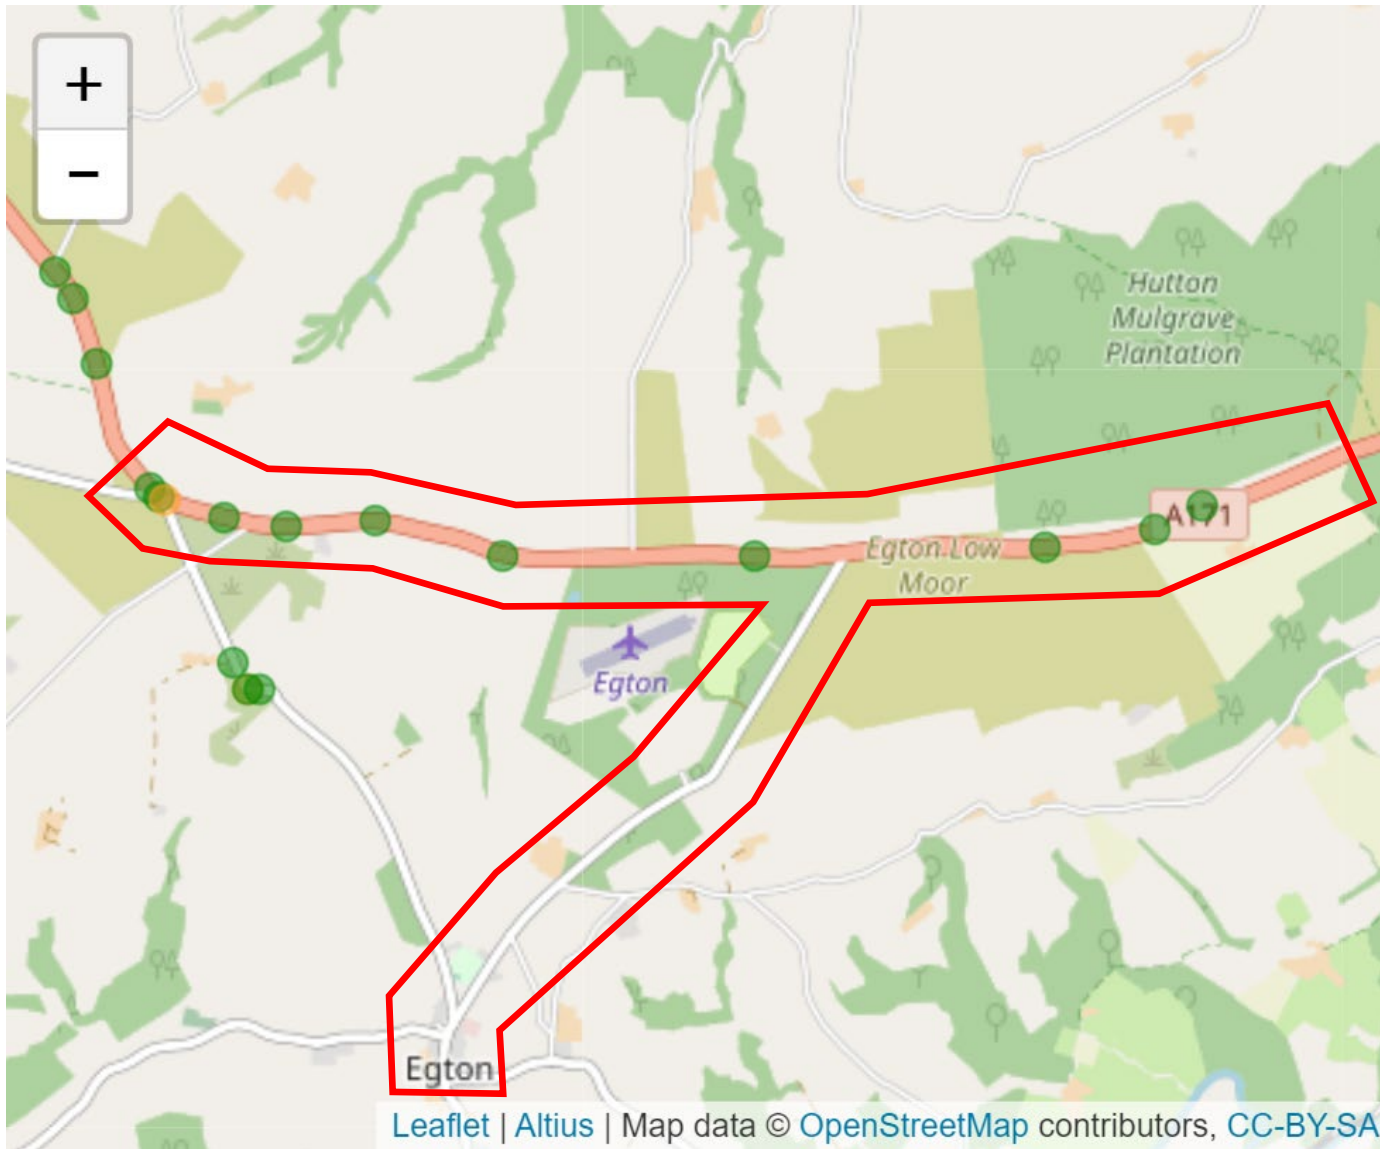 +
−
Hutton
Mulgrave
Plantation
A171
Egton Low
Moor
Egton
Egton
Leaflet | Altius | Map data © OpenStreetMap contributors, CC-BY-SA